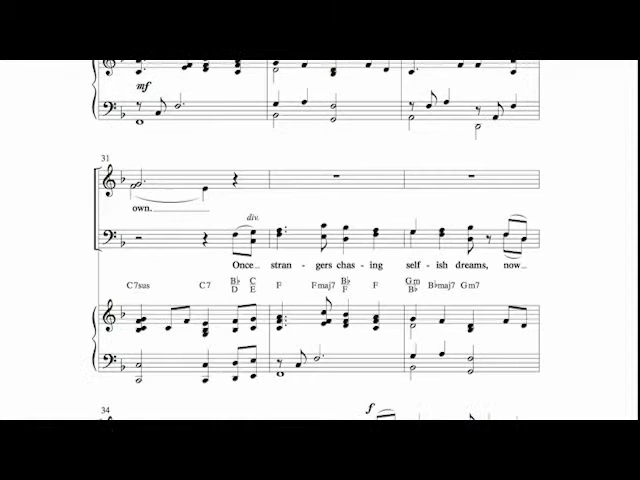 mf
31
own.
div.
Once stran - gers chas - ing self - ish dreams, now
C7sus C7 B♭/D C/E F Fmaj7 B♭/F F Gm/B♭ B♭maj7 Gm7
34
f